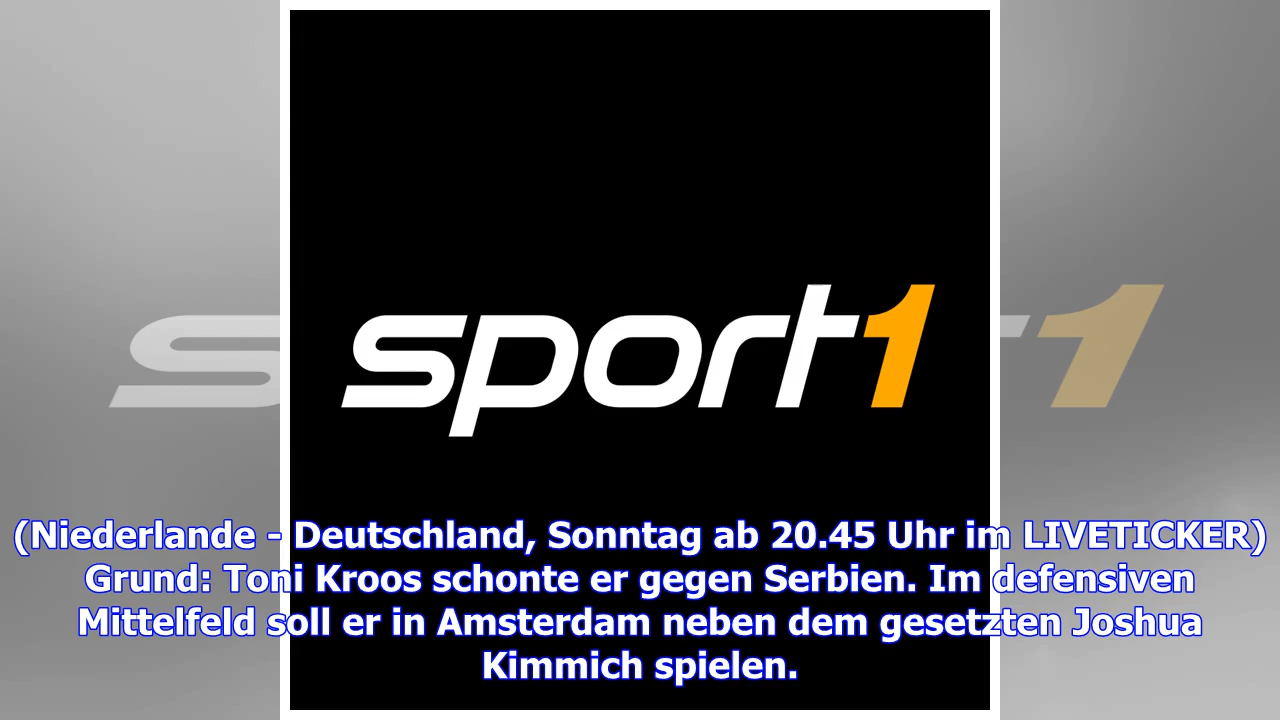 sport1
(Niederlande - Deutschland, Sonntag ab 20.45 Uhr im LIVETICKER)
Grund: Toni Kroos schonte er gegen Serbien. Im defensiven
Mittelfeld soll er in Amsterdam neben dem gesetzten Joshua
Kimmich spielen.